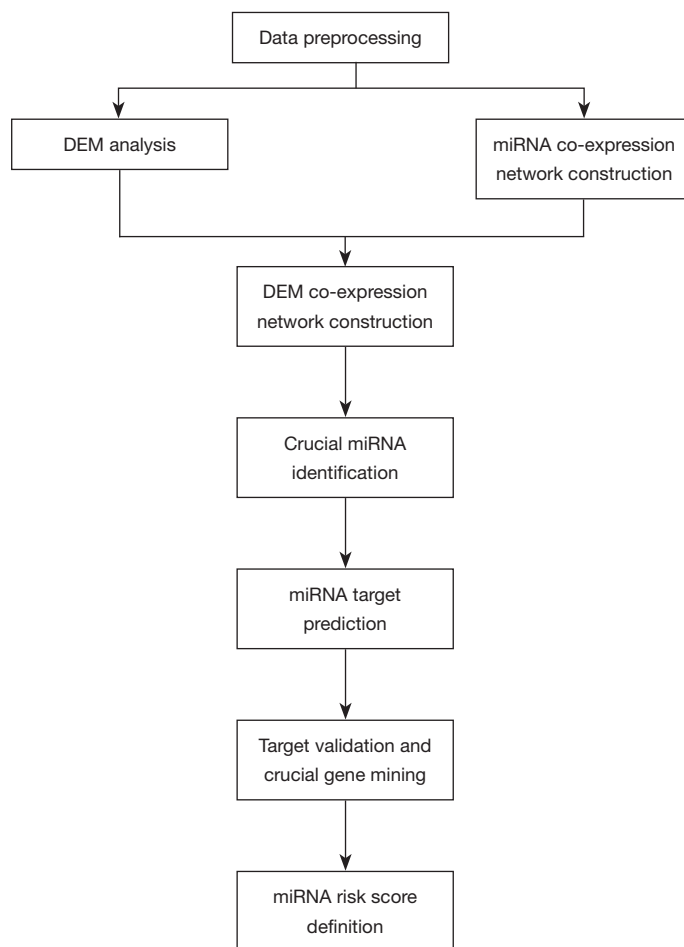 Data preprocessing
DEM analysis
miRNA co-expression
network construction
DEM co-expression
network construction
Crucial miRNA
identification
miRNA target
prediction
Target validation and
crucial gene mining
miRNA risk score
definition